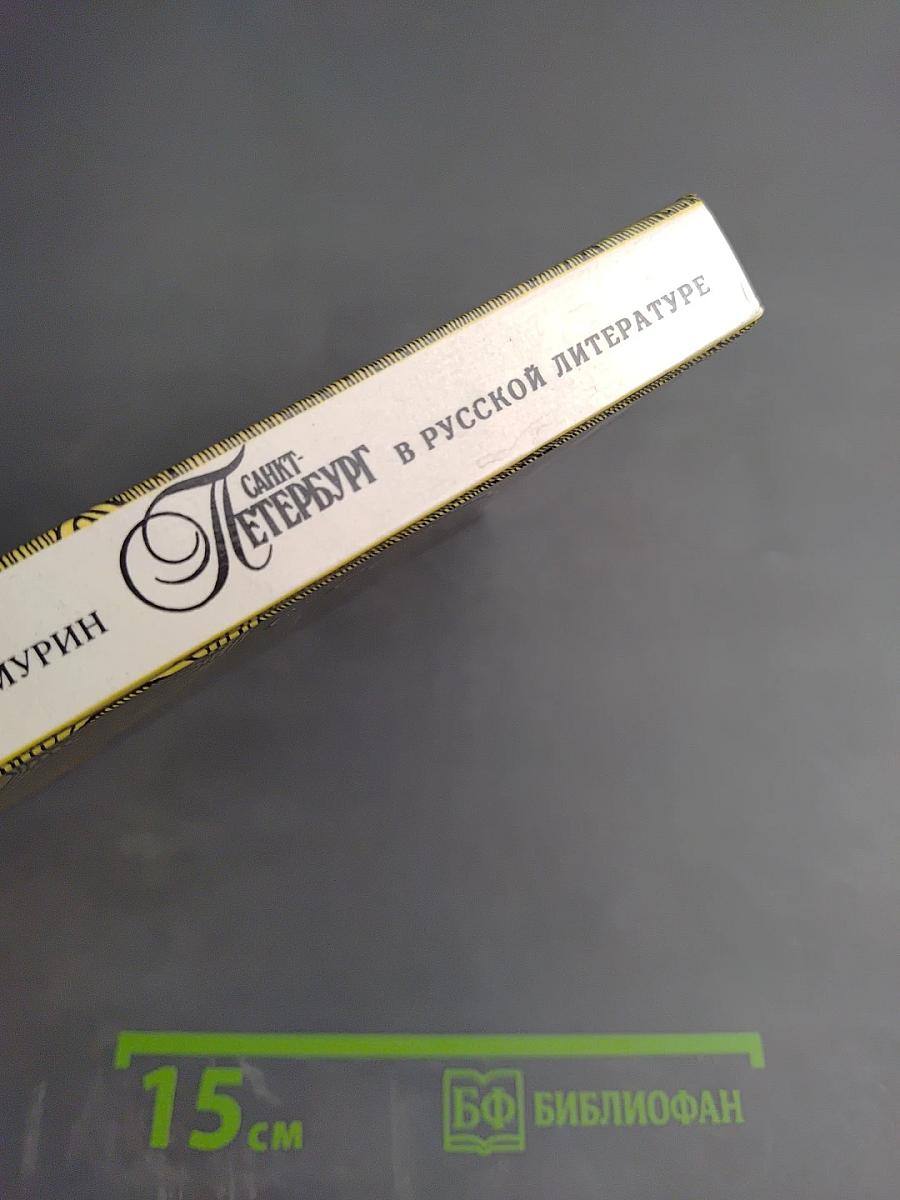 МУРИН
САНКТ-
ПЕТЕРБУРГ
В РУССКОЙ ЛИТЕРАТУРЕ
15 см
БФ БИБЛИОФАН